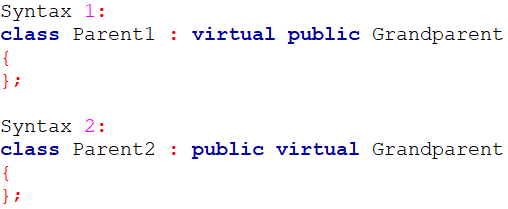 Syntax 1:
class Parent1 : virtual public Grandparent
{
};
Syntax 2:
class Parent2 : public virtual Grandparent
{
};